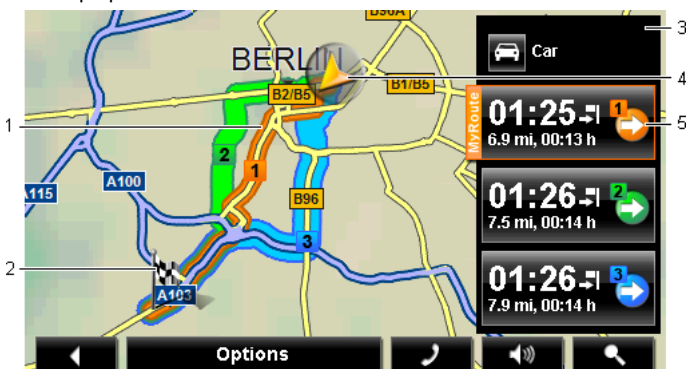 B96A
3
Car
BERLIN
4
B2/B5
B1/B5
MyRoute
01:25
1
6.9 mi, 00:13 h
5
1
2
1
A100
A115
B96
01:26
2
7.5 mi, 00:14 h
3
2
A103
01:26
3
7.9 mi, 00:14 h
Options